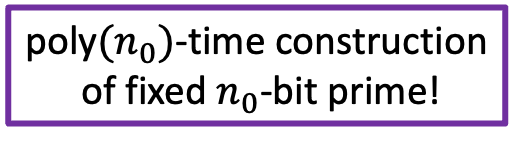 poly(n₀)-time construction
of fixed n₀-bit prime!